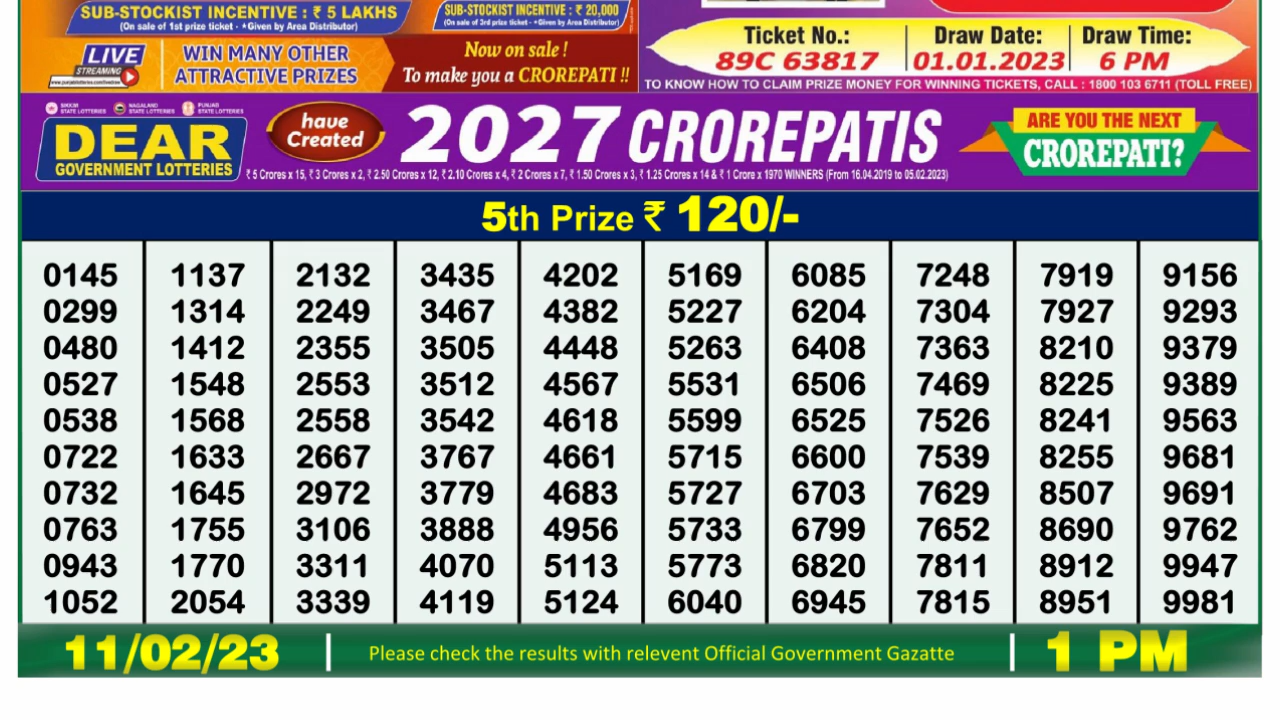 SUB-STOCKIST INCENTIVE : ₹ 5 LAKHS
(On sale of 1st prize ticket - *Given by Area Distributor)
SUB-STOCKIST INCENTIVE : ₹ 20,000
(On sale of 3rd prize ticket - *Given by Area Distributor)
LIVE
STREAMING
WIN MANY OTHER
ATTRACTIVE PRIZES
Now on sale !
To make you a CROREPATI !!
Ticket No.:
89C 63817
Draw Date:
01.01.2023
Draw Time:
6 PM
TO KNOW HOW TO CLAIM PRIZE MONEY FOR WINNING TICKETS, CALL : 1800 103 6711 (TOLL FREE)
SIKKIM
STATE LOTTERIES
NAGALAND
STATE LOTTERIES
PUNJAB
STATE LOTTERIES
DEAR
GOVERNMENT LOTTERIES
have
Created
2027 CROREPATIS
₹ 5 Crores x 15, ₹ 3 Crores x 2, ₹ 2.50 Crores x 12, ₹ 2.10 Crores x 4, ₹ 2 Crores x 7, ₹ 1.50 Crores x 3, ₹ 1.25 Crores x 14 & ₹ 1 Crore x 1970 WINNERS (From 16.04.2019 to 05.02.2023)
ARE YOU THE NEXT
CROREPATI?
5th Prize ₹ 120/-
0145 1137 2132 3435 4202 5169 6085 7248 7919 9156
0299 1314 2249 3467 4382 5227 6204 7304 7927 9293
0480 1412 2355 3505 4448 5263 6408 7363 8210 9379
0527 1548 2553 3512 4567 5531 6506 7469 8225 9389
0538 1568 2558 3542 4618 5599 6525 7526 8241 9563
0722 1633 2667 3767 4661 5715 6600 7539 8255 9681
0732 1645 2972 3779 4683 5727 6703 7629 8507 9691
0763 1755 3106 3888 4956 5733 6799 7652 8690 9762
0943 1770 3311 4070 5113 5773 6820 7811 8912 9947
1052 2054 3339 4119 5124 6040 6945 7815 8951 9981
11/02/23
Please check the results with relevent Official Government Gazatte
1 PM